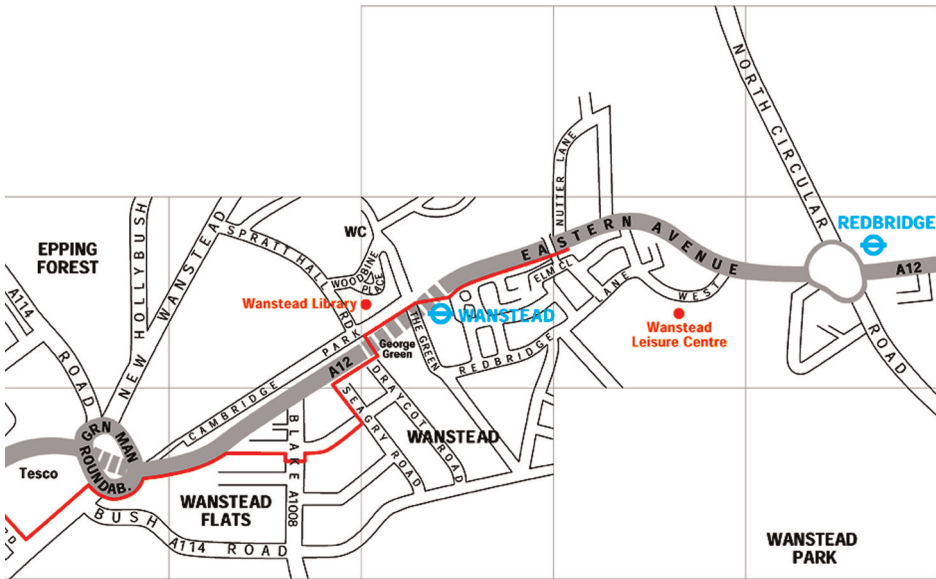 NORTH CIRCULAR
ROAD
REDBRIDGE
A12
EASTERN AVENUE
NUTTER LANE
ELM CL
REDBRIDGE
LANE
WEST
Wanstead
Leisure Centre
WANSTEAD
THE GREEN
George
Green
WC
WOODBINE
PLACE
Wanstead Library
SPRATT HALL
RD
CAMBRIDGE PARK
A12
NEW HOLLYBUSH
NEW WANSTEAD
EPPING
FOREST
A114
ROAD
GRN MAN
ROUNDAB.
Tesco
DRAYCOT ROAD
SEAGRY ROAD
WANSTEAD
BLAKE A1008
WANSTEAD
FLATS
BUSH
A114 ROAD
WANSTEAD
PARK